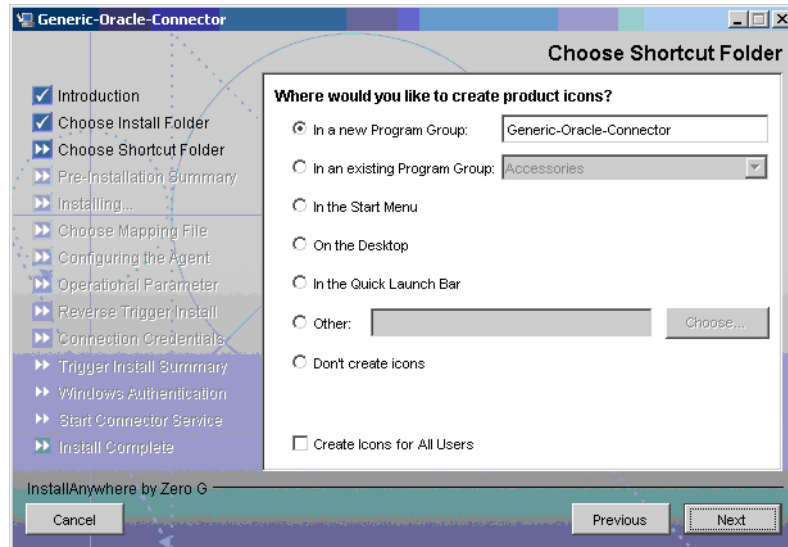 Generic-Oracle-Connector
Choose Shortcut Folder
Introduction
Choose Install Folder
Choose Shortcut Folder
Pre-Installation Summary
Installing...
Choose Mapping File
Configuring the Agent
Operational Parameter
Reverse Trigger Install
Connection Credentials
Trigger Install Summary
Windows Authentication
Start Connector Service
Install Complete
Where would you like to create product icons?
In a new Program Group: Generic-Oracle-Connector
In an existing Program Group: Accessories
In the Start Menu
On the Desktop
In the Quick Launch Bar
Other: Choose...
Don't create icons
Create Icons for All Users
InstallAnywhere by Zero G
Cancel Previous Next